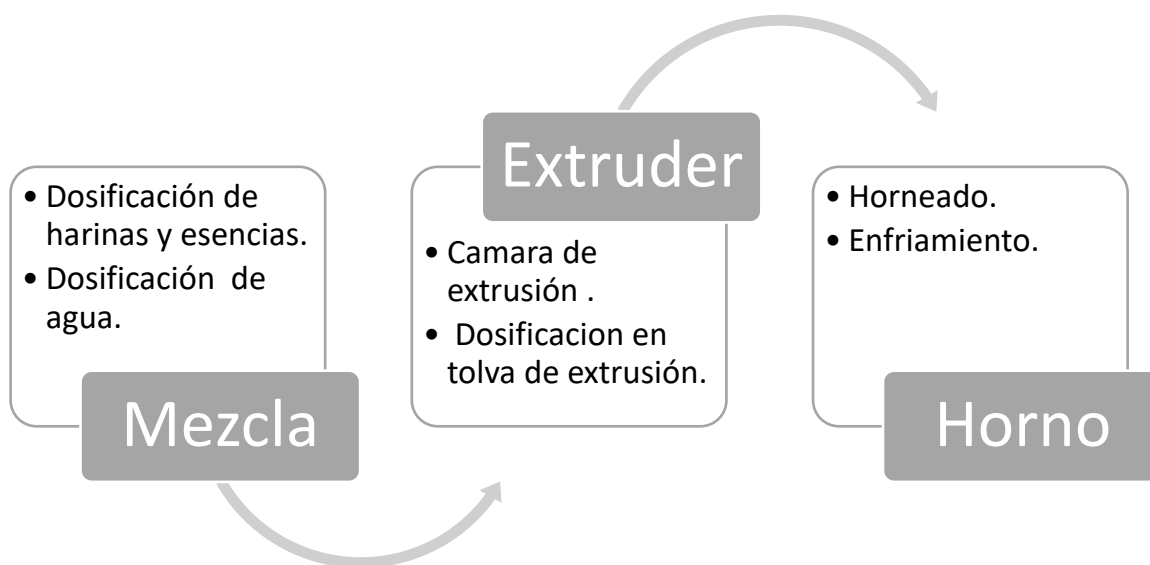 • Dosificación de
harinas y esencias.
• Dosificación de
agua.
Mezcla
Extruder
• Camara de
extrusión .
• Dosificacion en
tolva de extrusión.
• Horneado.
• Enfriamiento.
Horno